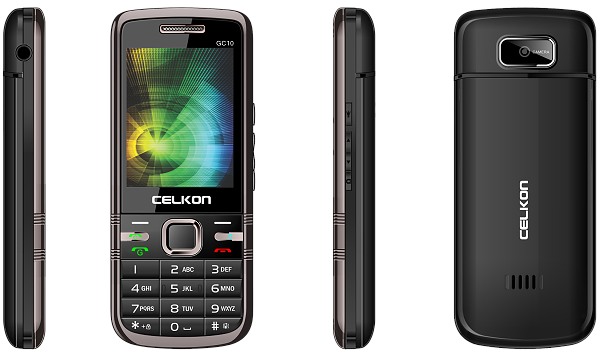 GC10
CELKON
1 2 ABC 3 DEF
4 GHI 5 JKL 6 MNO
7 PQRS 8 TUV 9 WXYZ
* +  0 #
CAMERA
CELKON